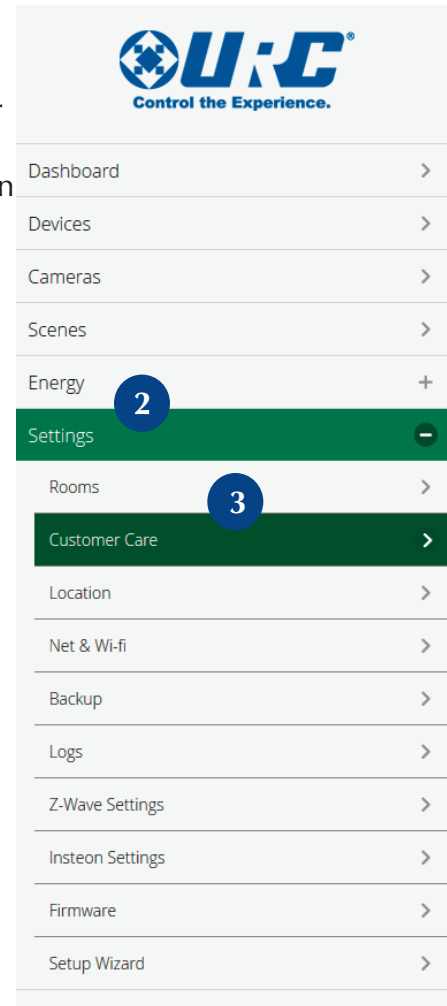 URC®
Control the Experience.
Dashboard
n
Devices
Cameras
Scenes
Energy
2
Settings
Rooms
3
Customer Care
Location
Net & Wi-fi
Backup
Logs
Z-Wave Settings
Insteon Settings
Firmware
Setup Wizard